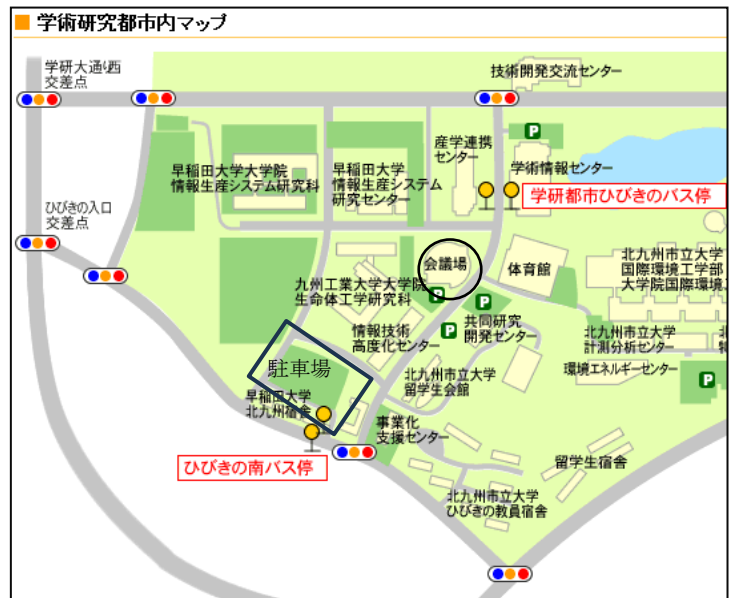 学術研究都市内マップ
学研大通り西
交差点
技術開発交流センター
P
産学連携
センター
学術情報センター
早稲田大学大学院
情報生産システム研究科
早稲田大学
情報生産システム
研究センター
学研都市ひびきのバス停
ひびきの入口
交差点
会議場
体育館
北九州市立大学
国際環境工学部
大学院国際環境
九州工業大学大学院
生命体工学研究科
P
P
共同研究
開発センター
情報技術
高度化センター
P
北九州市立大学
計測分析センター
環境エネルギーセンター
P
駐車場
北九州市立大学
留学生会館
早稲田大学
北九州宿舎
事業化
支援センター
ひびきの南バス停
留学生宿舎
北九州市立大学
ひびきの教員宿舎